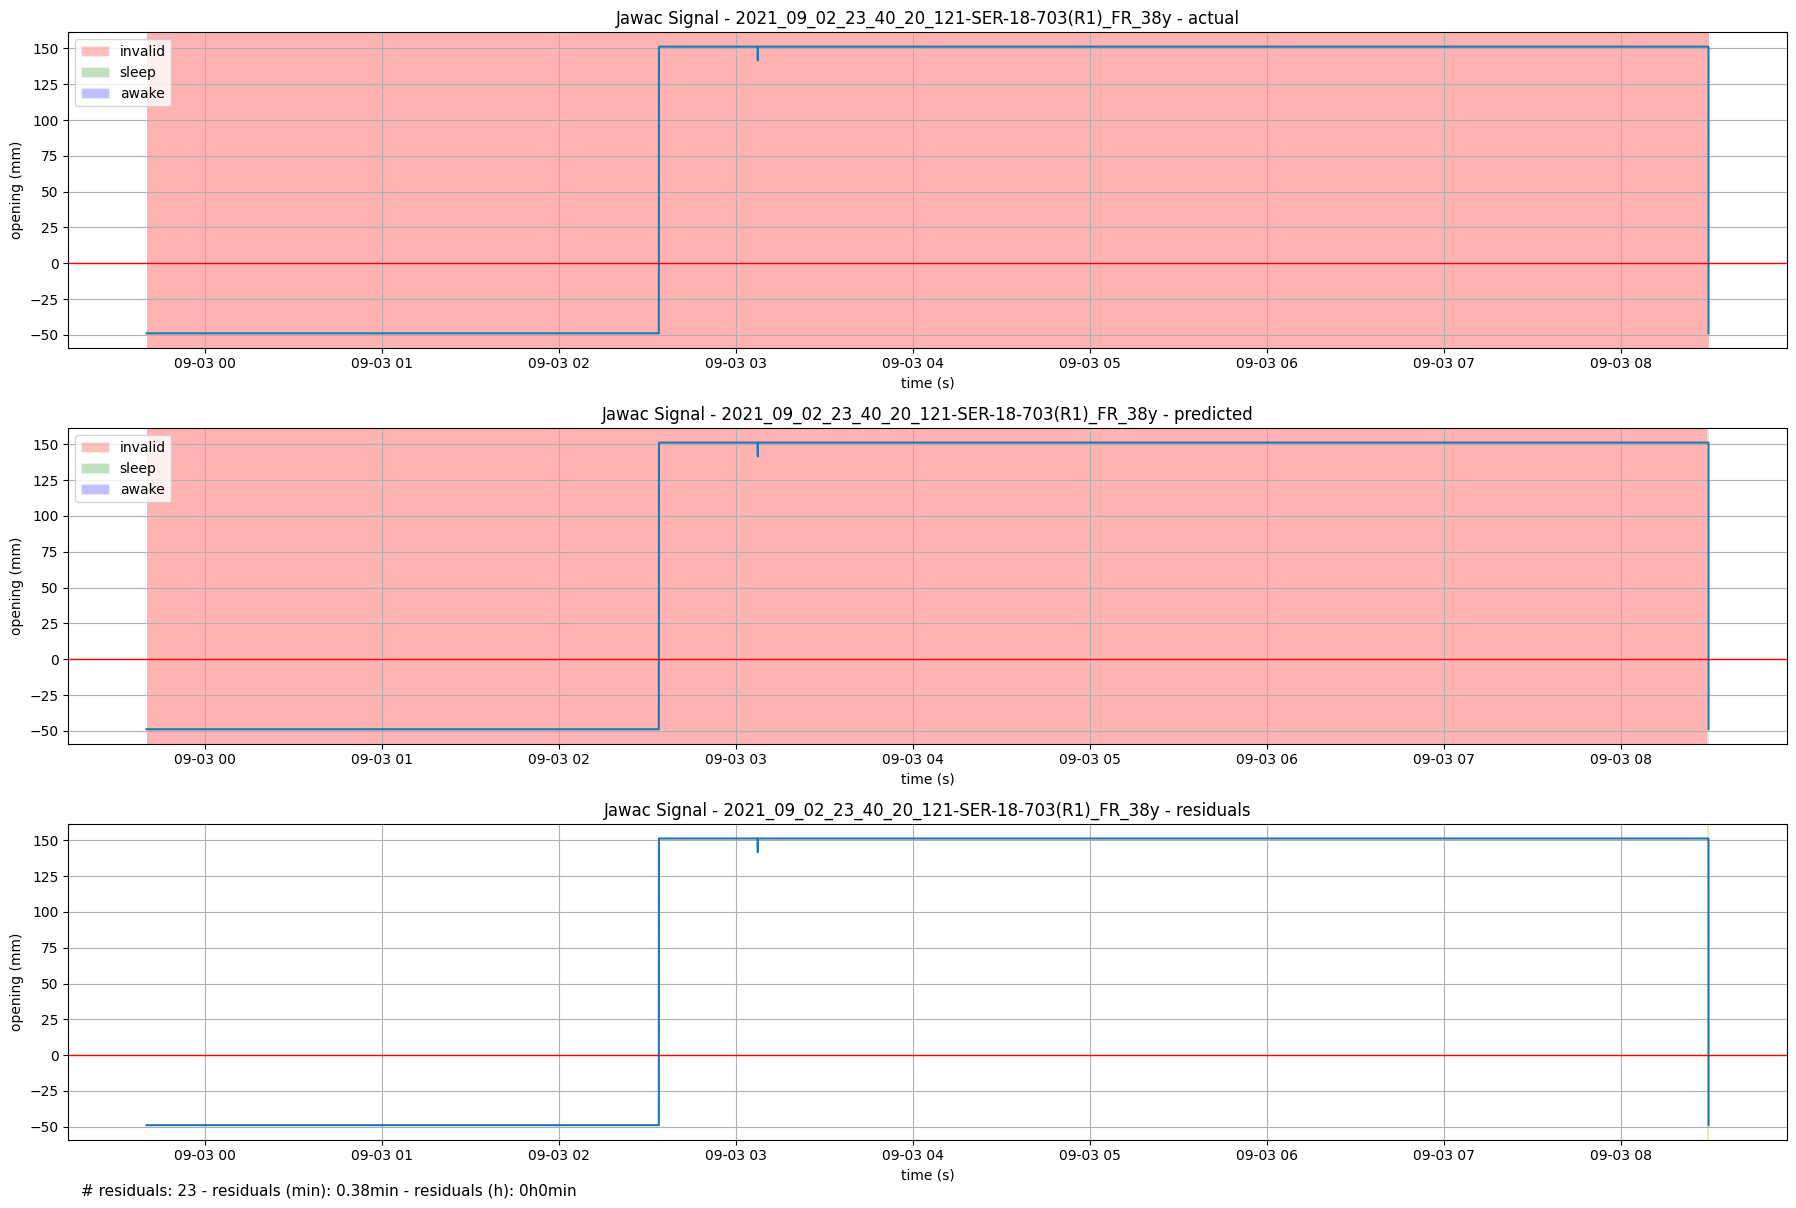 Jawac Signal - 2021_09_02_23_40_20_121-SER-18-703(R1)_FR_38y - actual
invalid
sleep
awake
opening (mm)
150
125
100
75
50
25
0
−25
−50
09-03 00 09-03 01 09-03 02 09-03 03 09-03 04 09-03 05 09-03 06 09-03 07 09-03 08
time (s)
Jawac Signal - 2021_09_02_23_40_20_121-SER-18-703(R1)_FR_38y - predicted
invalid
sleep
awake
opening (mm)
150
125
100
75
50
25
0
−25
−50
09-03 00 09-03 01 09-03 02 09-03 03 09-03 04 09-03 05 09-03 06 09-03 07 09-03 08
time (s)
Jawac Signal - 2021_09_02_23_40_20_121-SER-18-703(R1)_FR_38y - residuals
opening (mm)
150
125
100
75
50
25
0
−25
−50
09-03 00 09-03 01 09-03 02 09-03 03 09-03 04 09-03 05 09-03 06 09-03 07 09-03 08
time (s)
# residuals: 23 - residuals (min): 0.38min - residuals (h): 0h0min